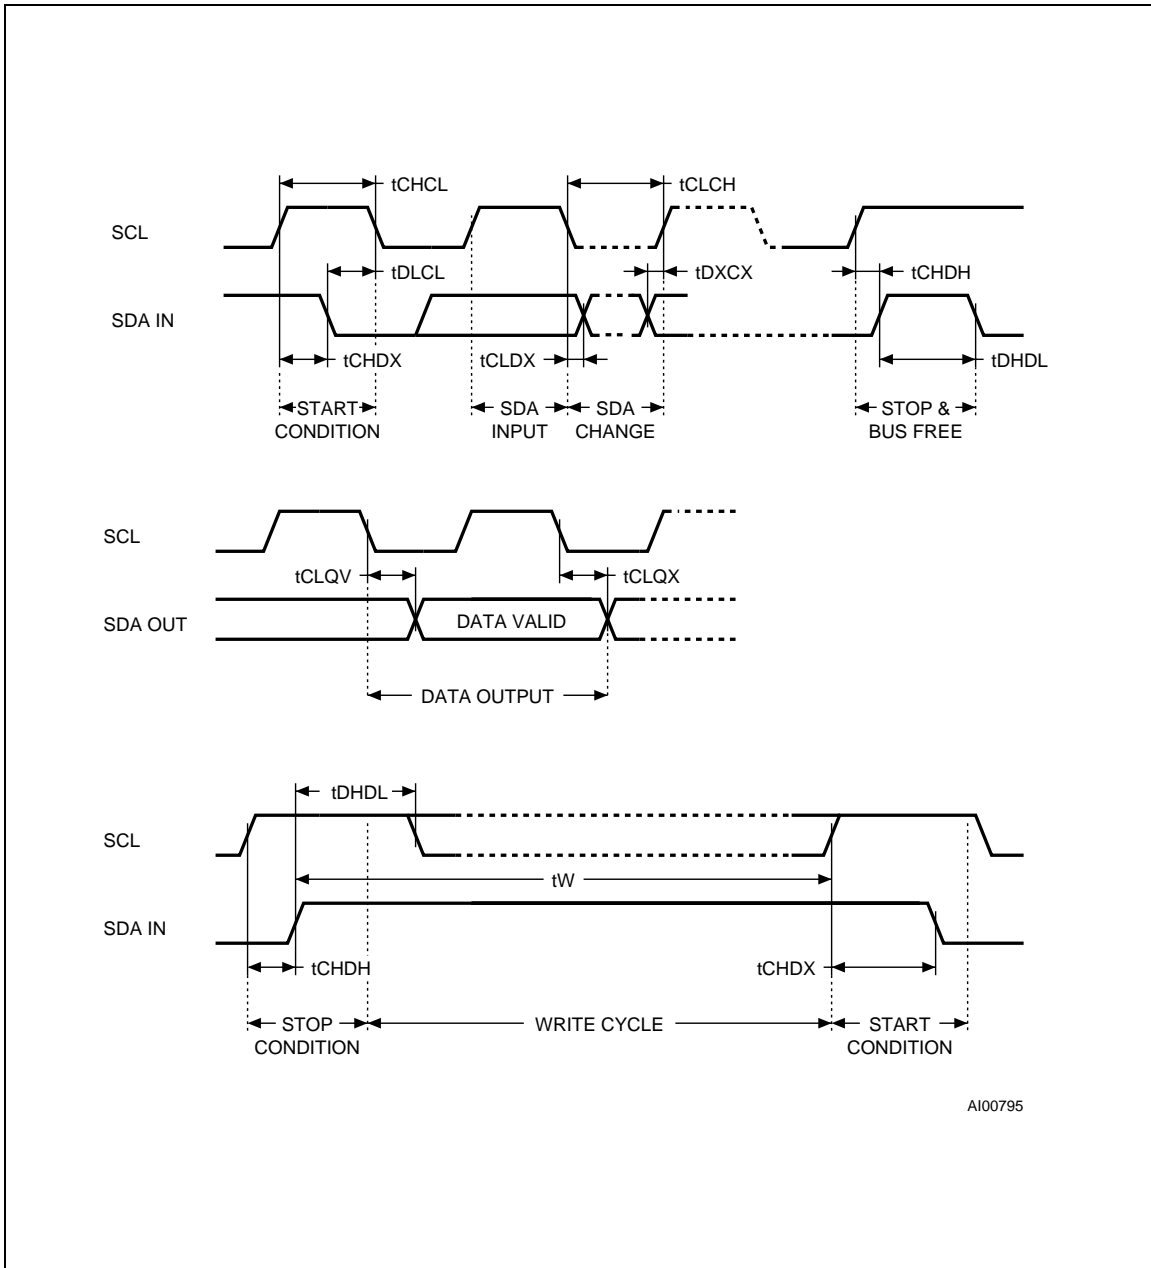 tCHCL
tCLCH
SCL
tDLCL
tDXCX
tCHDH
SDA IN
tCHDX
tCLDX
tDHDL
START
CONDITION
SDA
INPUT
SDA
CHANGE
STOP &
BUS FREE
SCL
tCLQV
tCLQX
SDA OUT
DATA VALID
DATA OUTPUT
tDHDL
SCL
tW
SDA IN
tCHDH
tCHDX
STOP
CONDITION
WRITE CYCLE
START
CONDITION
AI00795